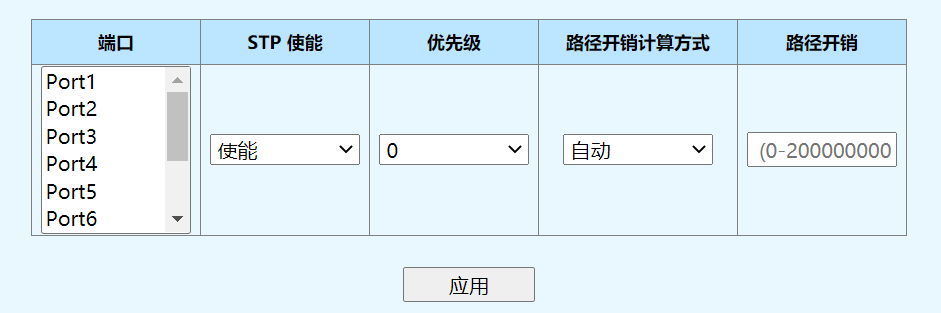 端口 STP 使能 优先级 路径开销计算方式 路径开销
Port1
Port2
Port3
Port4
Port5
Port6
使能 0 自动 (0-200000000
应用